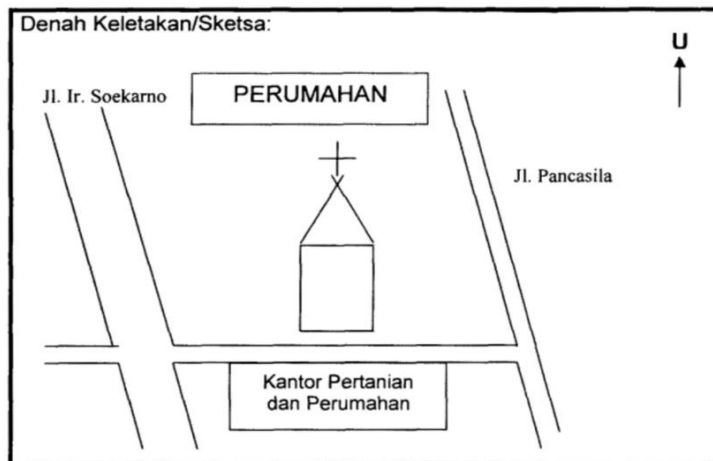 Denah Keletakan/Sketsa:
U
Jl. Ir. Soekarno
PERUMAHAN
Jl. Pancasila
Kantor Pertanian
dan Perumahan